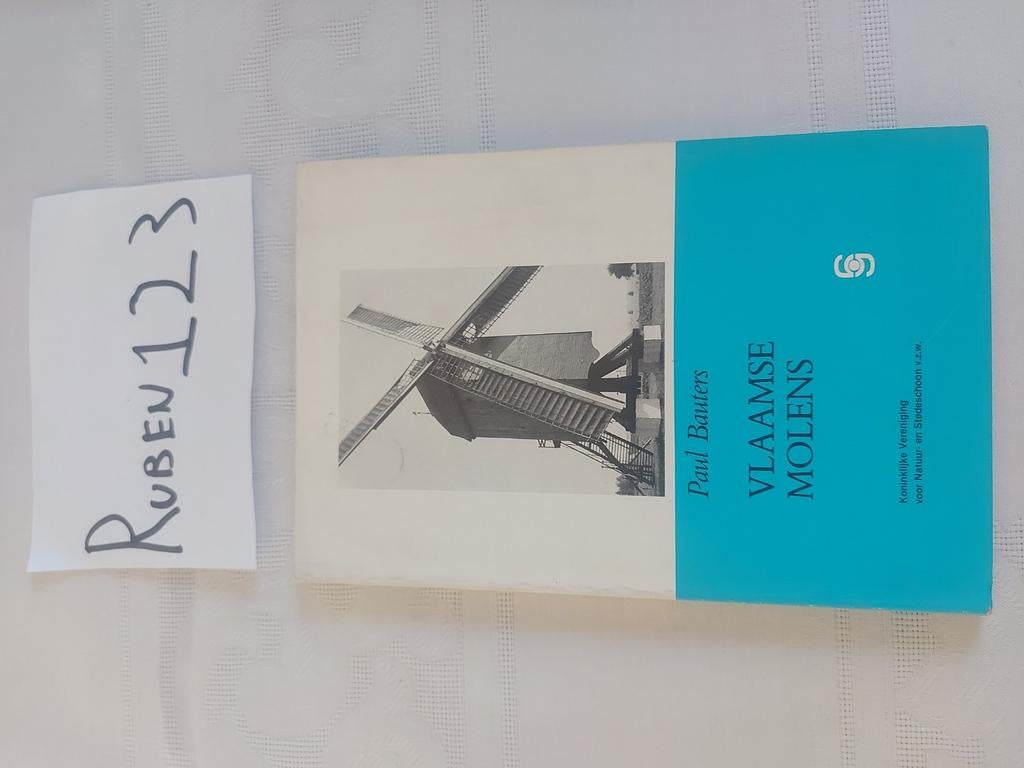 RUBEN123
Paul Bauters
VLAAMSE
MOLENS
Koninklijke Vereniging
voor Natuur- en Stedeschoon v.z.w.